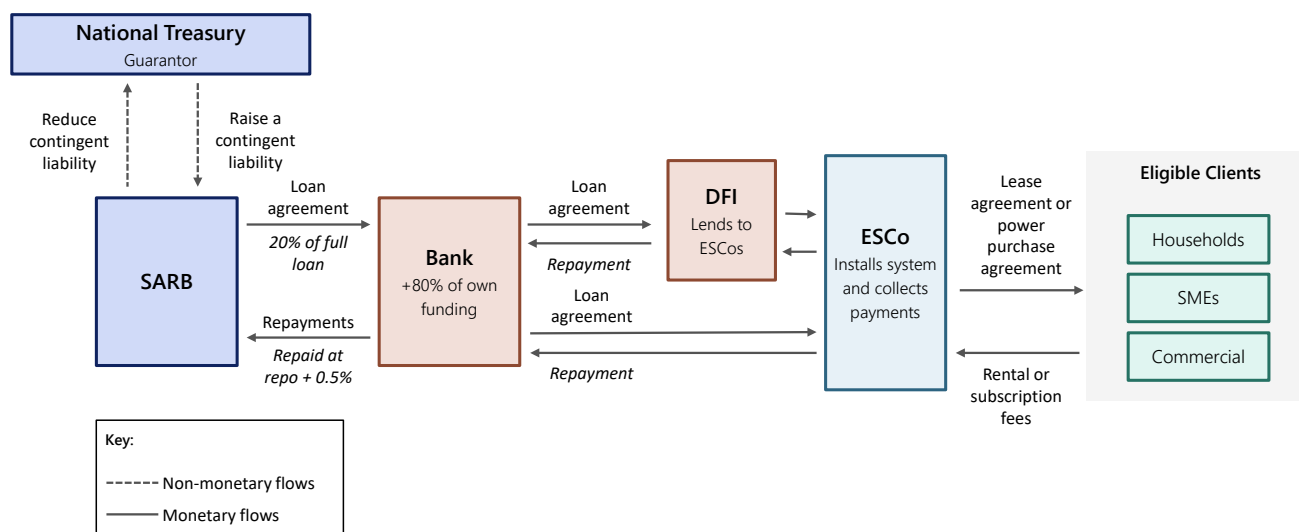 National Treasury
Guarantor
Reduce
contingent
liability
Raise a
contingent
liability
SARB
Loan
agreement
20% of full
loan
Repayments
Repaid at
repo + 0.5%
Bank
+80% of own
funding
Loan
agreement
Repayment
DFI
Lends to
ESCos
Loan
agreement
Repayment
ESCo
Installs system
and collects
payments
Lease
agreement or
power
purchase
agreement
Rental or
subscription
fees
Eligible Clients
Households
SMEs
Commercial
Key:
Non-monetary flows
Monetary flows